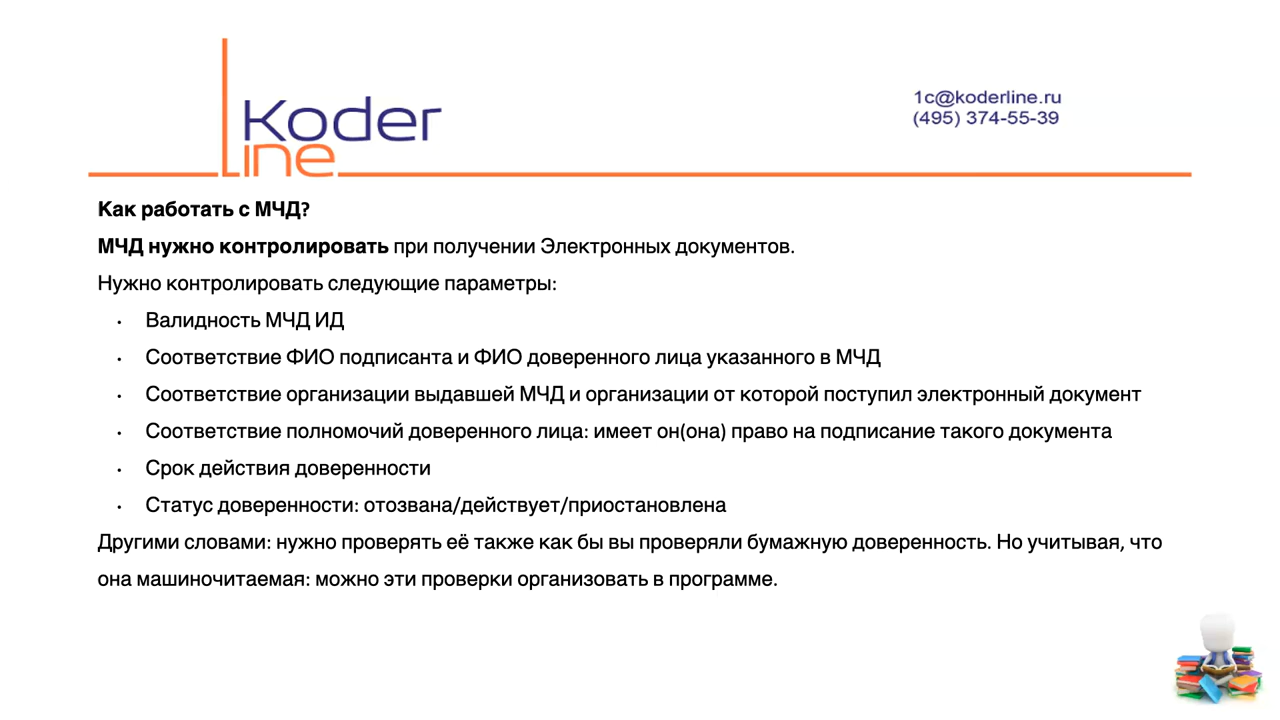 Koder
line
1c@koderline.ru
(495) 374-55-39
Как работать с МЧД?
МЧД нужно контролировать при получении Электронных документов.
Нужно контролировать следующие параметры:
• Валидность МЧД ИД
• Соответствие ФИО подписанта и ФИО доверенного лица указанного в МЧД
• Соответствие организации выдавшей МЧД и организации от которой поступил электронный документ
• Соответствие полномочий доверенного лица: имеет он(она) право на подписание такого документа
• Срок действия доверенности
• Статус доверенности: отозвана/действует/приостановлена
Другими словами: нужно проверять её также как бы вы проверяли бумажную доверенность. Но учитывая, что
она машиночитаемая: можно эти проверки организовать в программе.